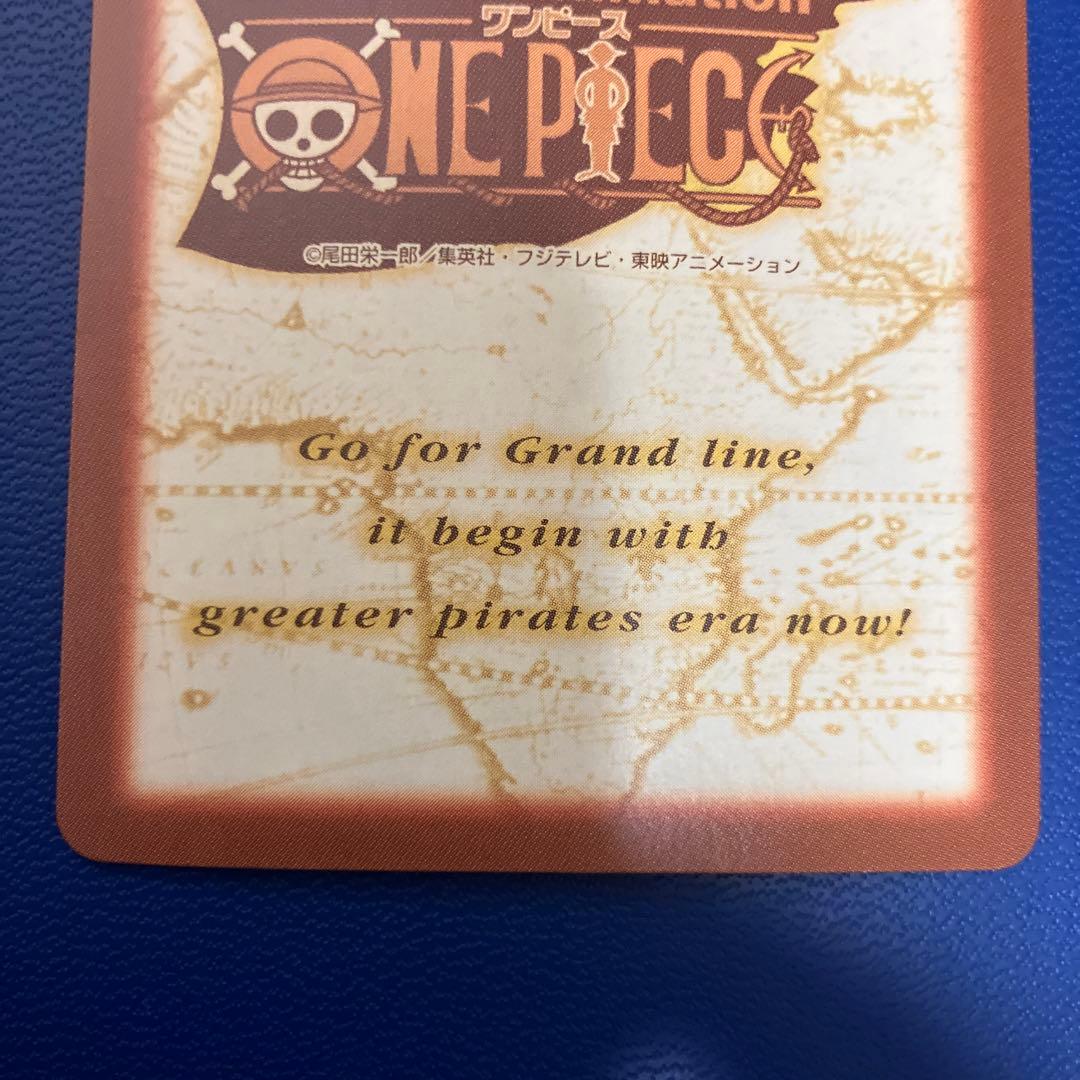 ワンピース
ONE PIECE
©尾田栄一郎／集英社・フジテレビ・東映アニメーション
Go for Grand line,
it begin with
greater pirates era now!